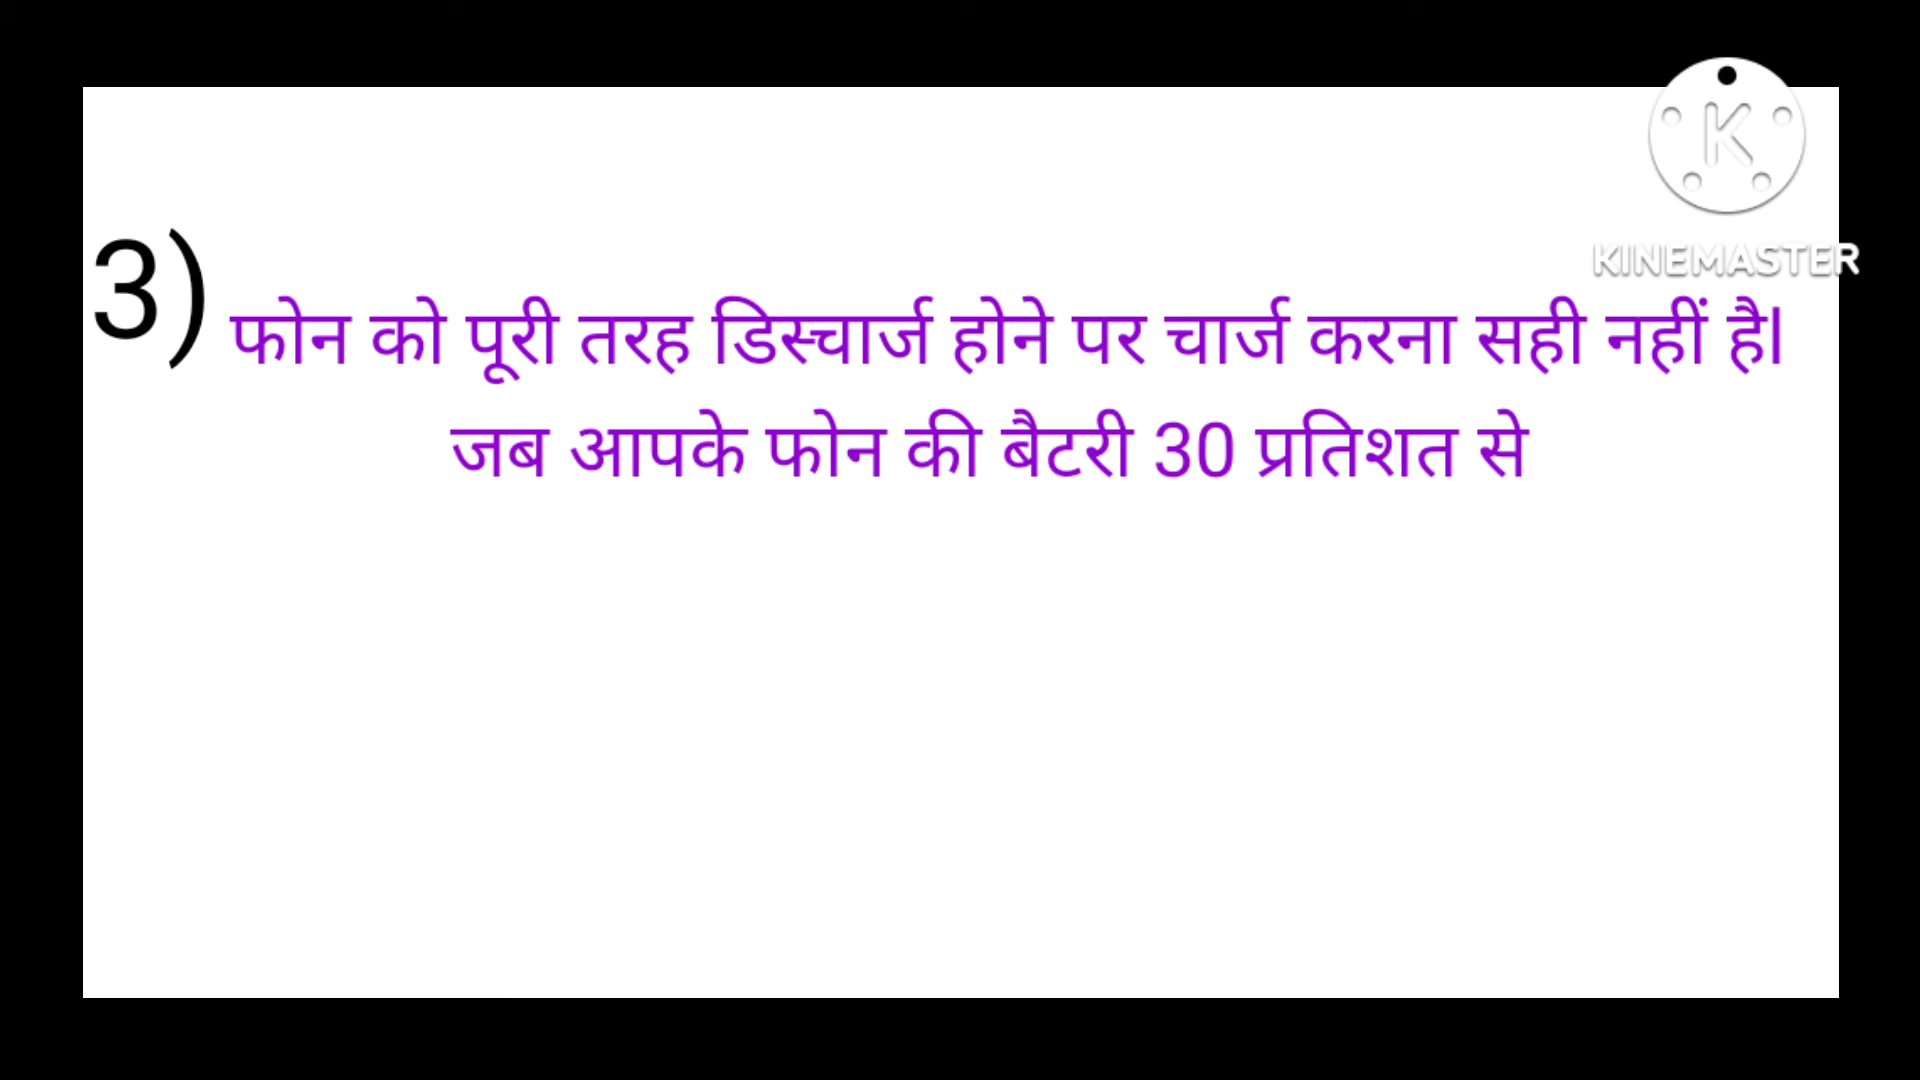 K
KINEMASTER
3) फोन को पूरी तरह डिस्चार्ज होने पर चार्ज करना सही नहीं है।
जब आपके फोन की बैटरी 30 प्रतिशत से